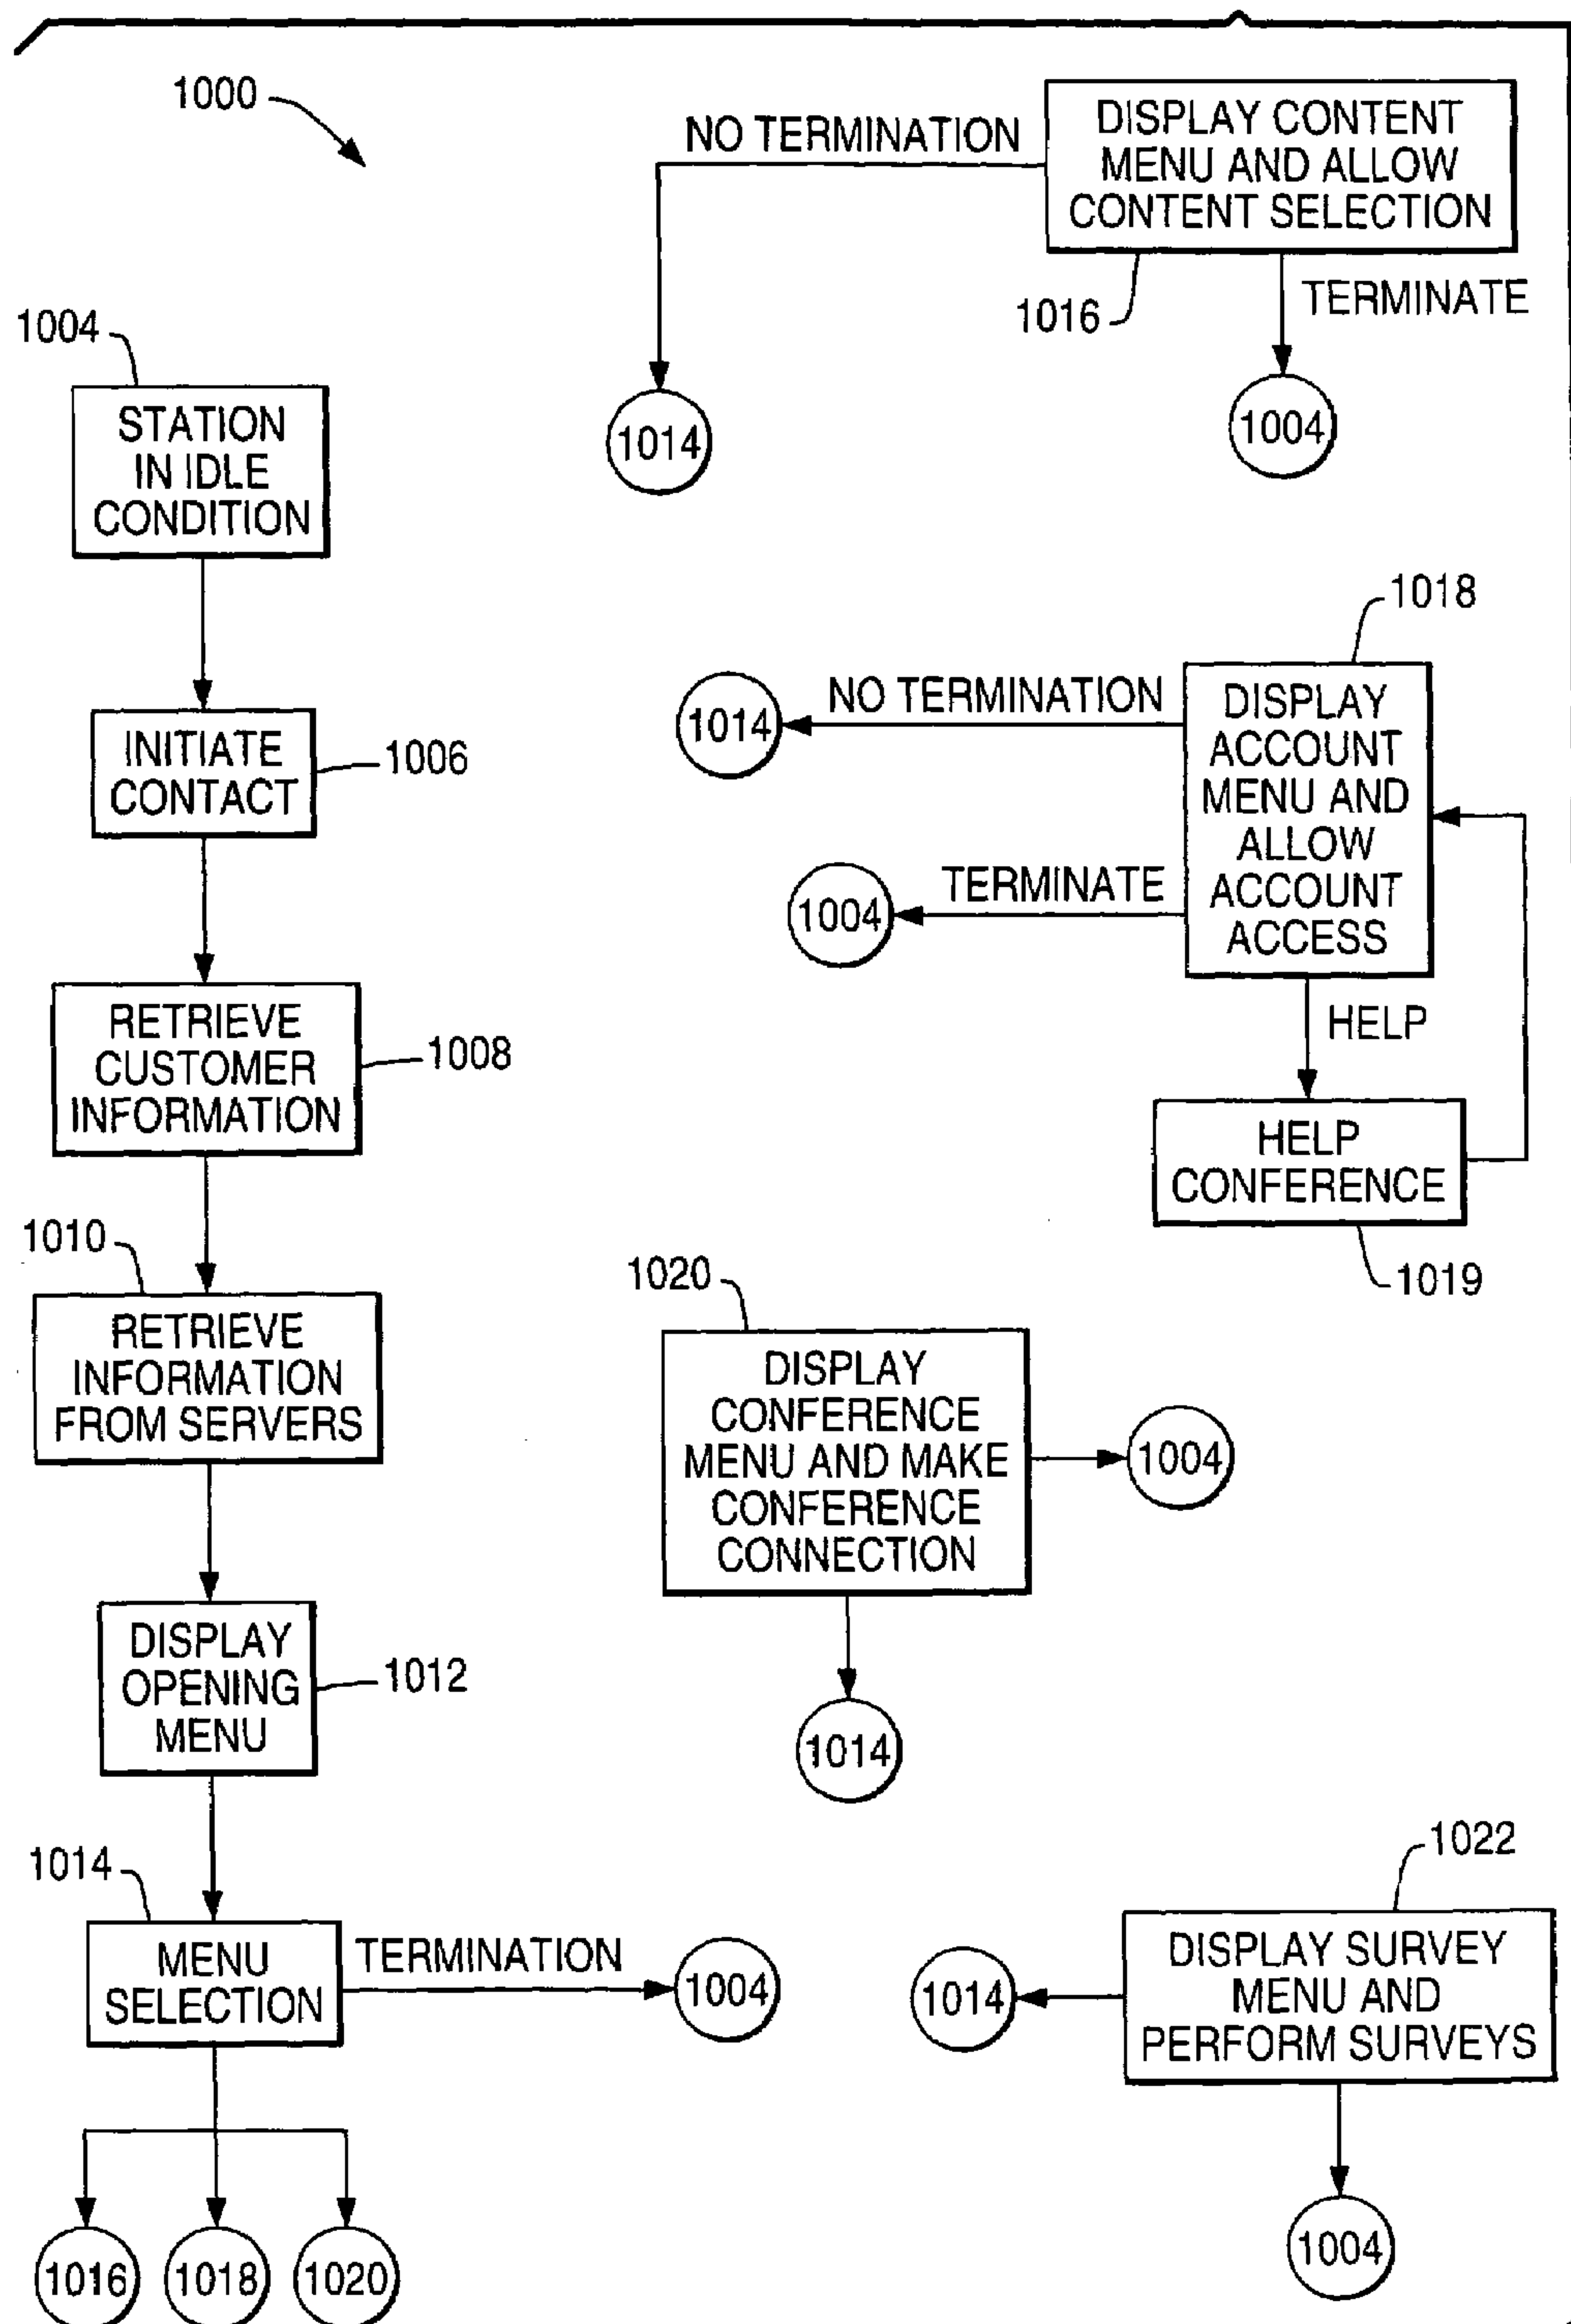 1000
NO TERMINATION
DISPLAY CONTENT
MENU AND ALLOW
CONTENT SELECTION
1016
TERMINATE
1014
1004
1004
STATION
IN IDLE
CONDITION
INITIATE
CONTACT
1006
RETRIEVE
CUSTOMER
INFORMATION
1008
1010
RETRIEVE
INFORMATION
FROM SERVERS
DISPLAY
OPENING
MENU
1012
1014
MENU
SELECTION
TERMINATION
1004
1016
1018
1020
1018
DISPLAY
ACCOUNT
MENU AND
ALLOW
ACCOUNT
ACCESS
NO TERMINATION
1014
TERMINATE
1004
HELP
HELP
CONFERENCE
1019
1020
DISPLAY
CONFERENCE
MENU AND MAKE
CONFERENCE
CONNECTION
1004
1014
1022
DISPLAY SURVEY
MENU AND
PERFORM SURVEYS
1014
1004